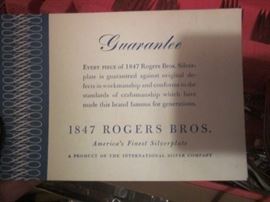 Guarantee
EVERY PIECE of 1847 Rogers Bros. Silver-
plate is guaranteed against original de-
fects in workmanship and conforms to the
standards of craftsmanship which have
made this brand famous for generations.
1847 ROGERS BROS.
America's Finest Silverplate
A PRODUCT OF THE INTERNATIONAL SILVER COMPANY